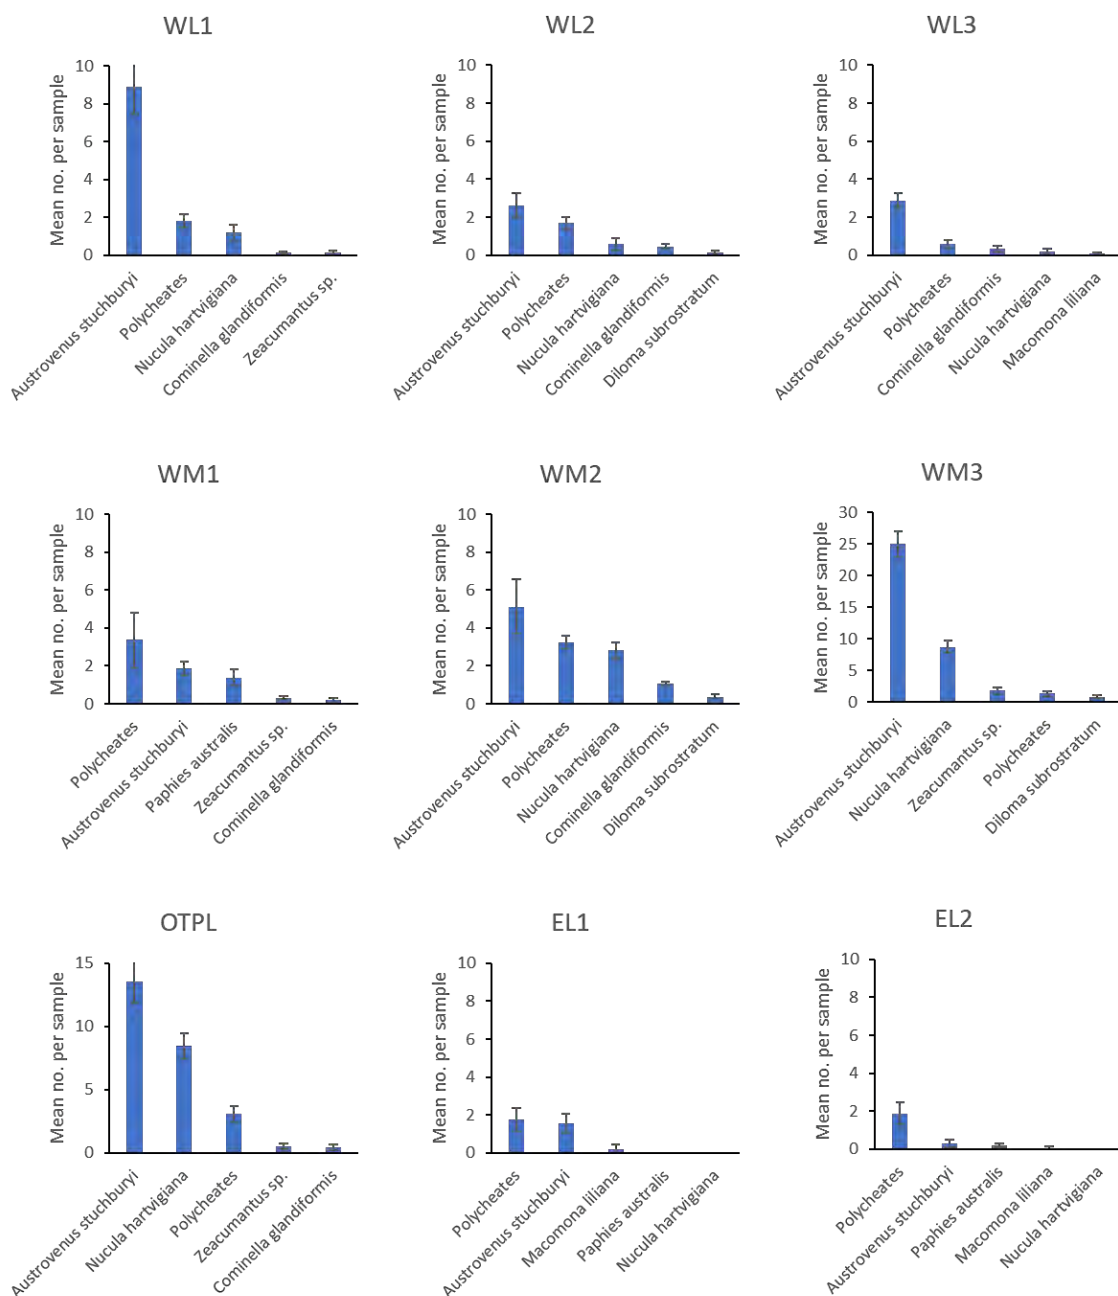 WL1
WL2
WL3
Mean no. per sample
10
8
6
4
2
0
Austrovenus stuchburyi
Polycheates
Nucula hartvigiana
Cominella glandiformis
Zeacumantus sp.
Mean no. per sample
10
8
6
4
2
0
Austrovenus stuchburyi
Polycheates
Nucula hartvigiana
Cominella glandiformis
Diloma subrostratum
Mean no. per sample
10
8
6
4
2
0
Austrovenus stuchburyi
Polycheates
Cominella glandiformis
Nucula hartvigiana
Macomona liliana
WM1
WM2
WM3
Mean no. per sample
10
8
6
4
2
0
Polycheates
Austrovenus stuchburyi
Paphies australis
Zeacumantus sp.
Cominella glandiformis
Mean no. per sample
10
8
6
4
2
0
Austrovenus stuchburyi
Polycheates
Nucula hartvigiana
Cominella glandiformis
Diloma subrostratum
Mean no. per sample
30
25
20
15
10
5
0
Austrovenus stuchburyi
Nucula hartvigiana
Zeacumantus sp.
Polycheates
Diloma subrostratum
OTPL
EL1
EL2
Mean no. per sample
15
10
5
0
Austrovenus stuchburyi
Nucula hartvigiana
Polycheates
Zeacumantus sp.
Cominella glandiformis
Mean no. per sample
10
8
6
4
2
0
Polycheates
Austrovenus stuchburyi
Macomona liliana
Paphies australis
Nucula hartvigiana
Mean no. per sample
10
8
6
4
2
0
Polycheates
Austrovenus stuchburyi
Paphies australis
Macomona liliana
Nucula hartvigiana